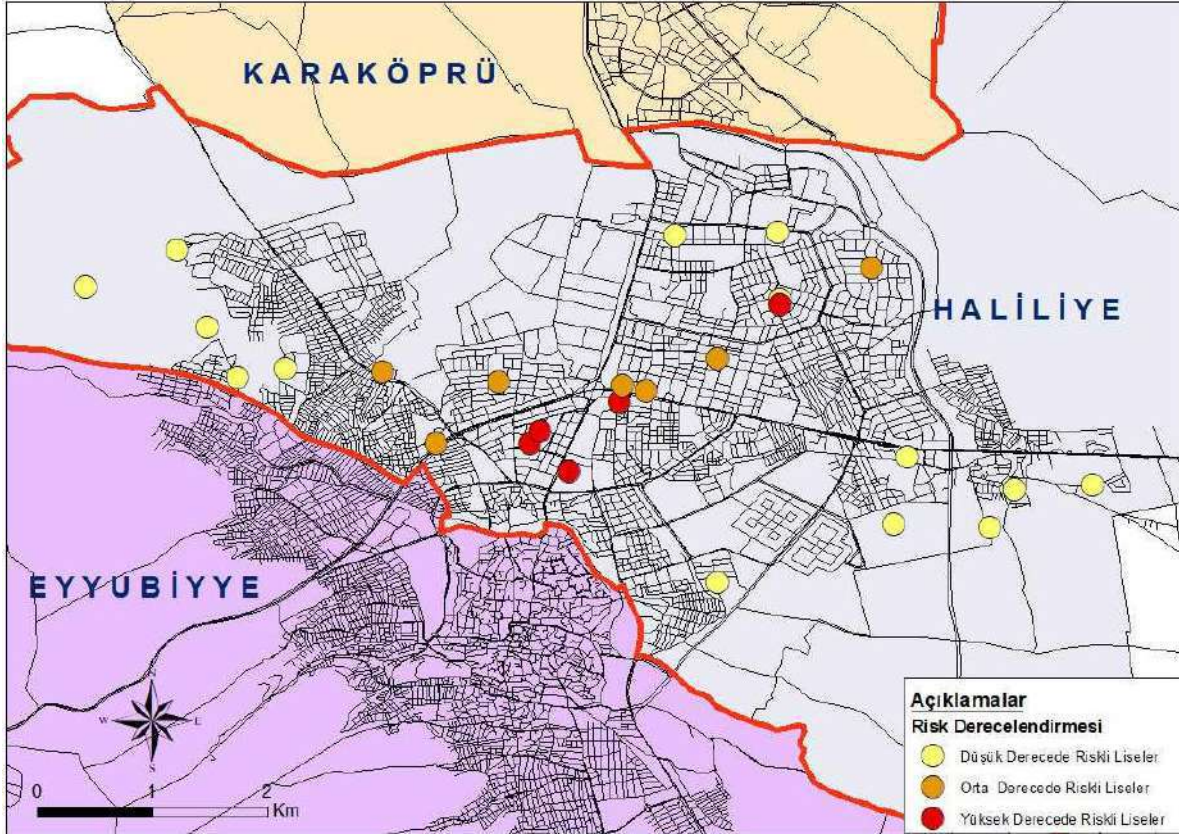 KARAKÖPRÜ
HALİLİYE
EYYUBİYYE
N
W E
S
0 1 2
Km
Açıklamalar
Risk Derecelendirmesi
Düşük Derecede Riskli Liseler
Orta Derecede Riskli Liseler
Yüksek Derecede Riskli Liseler